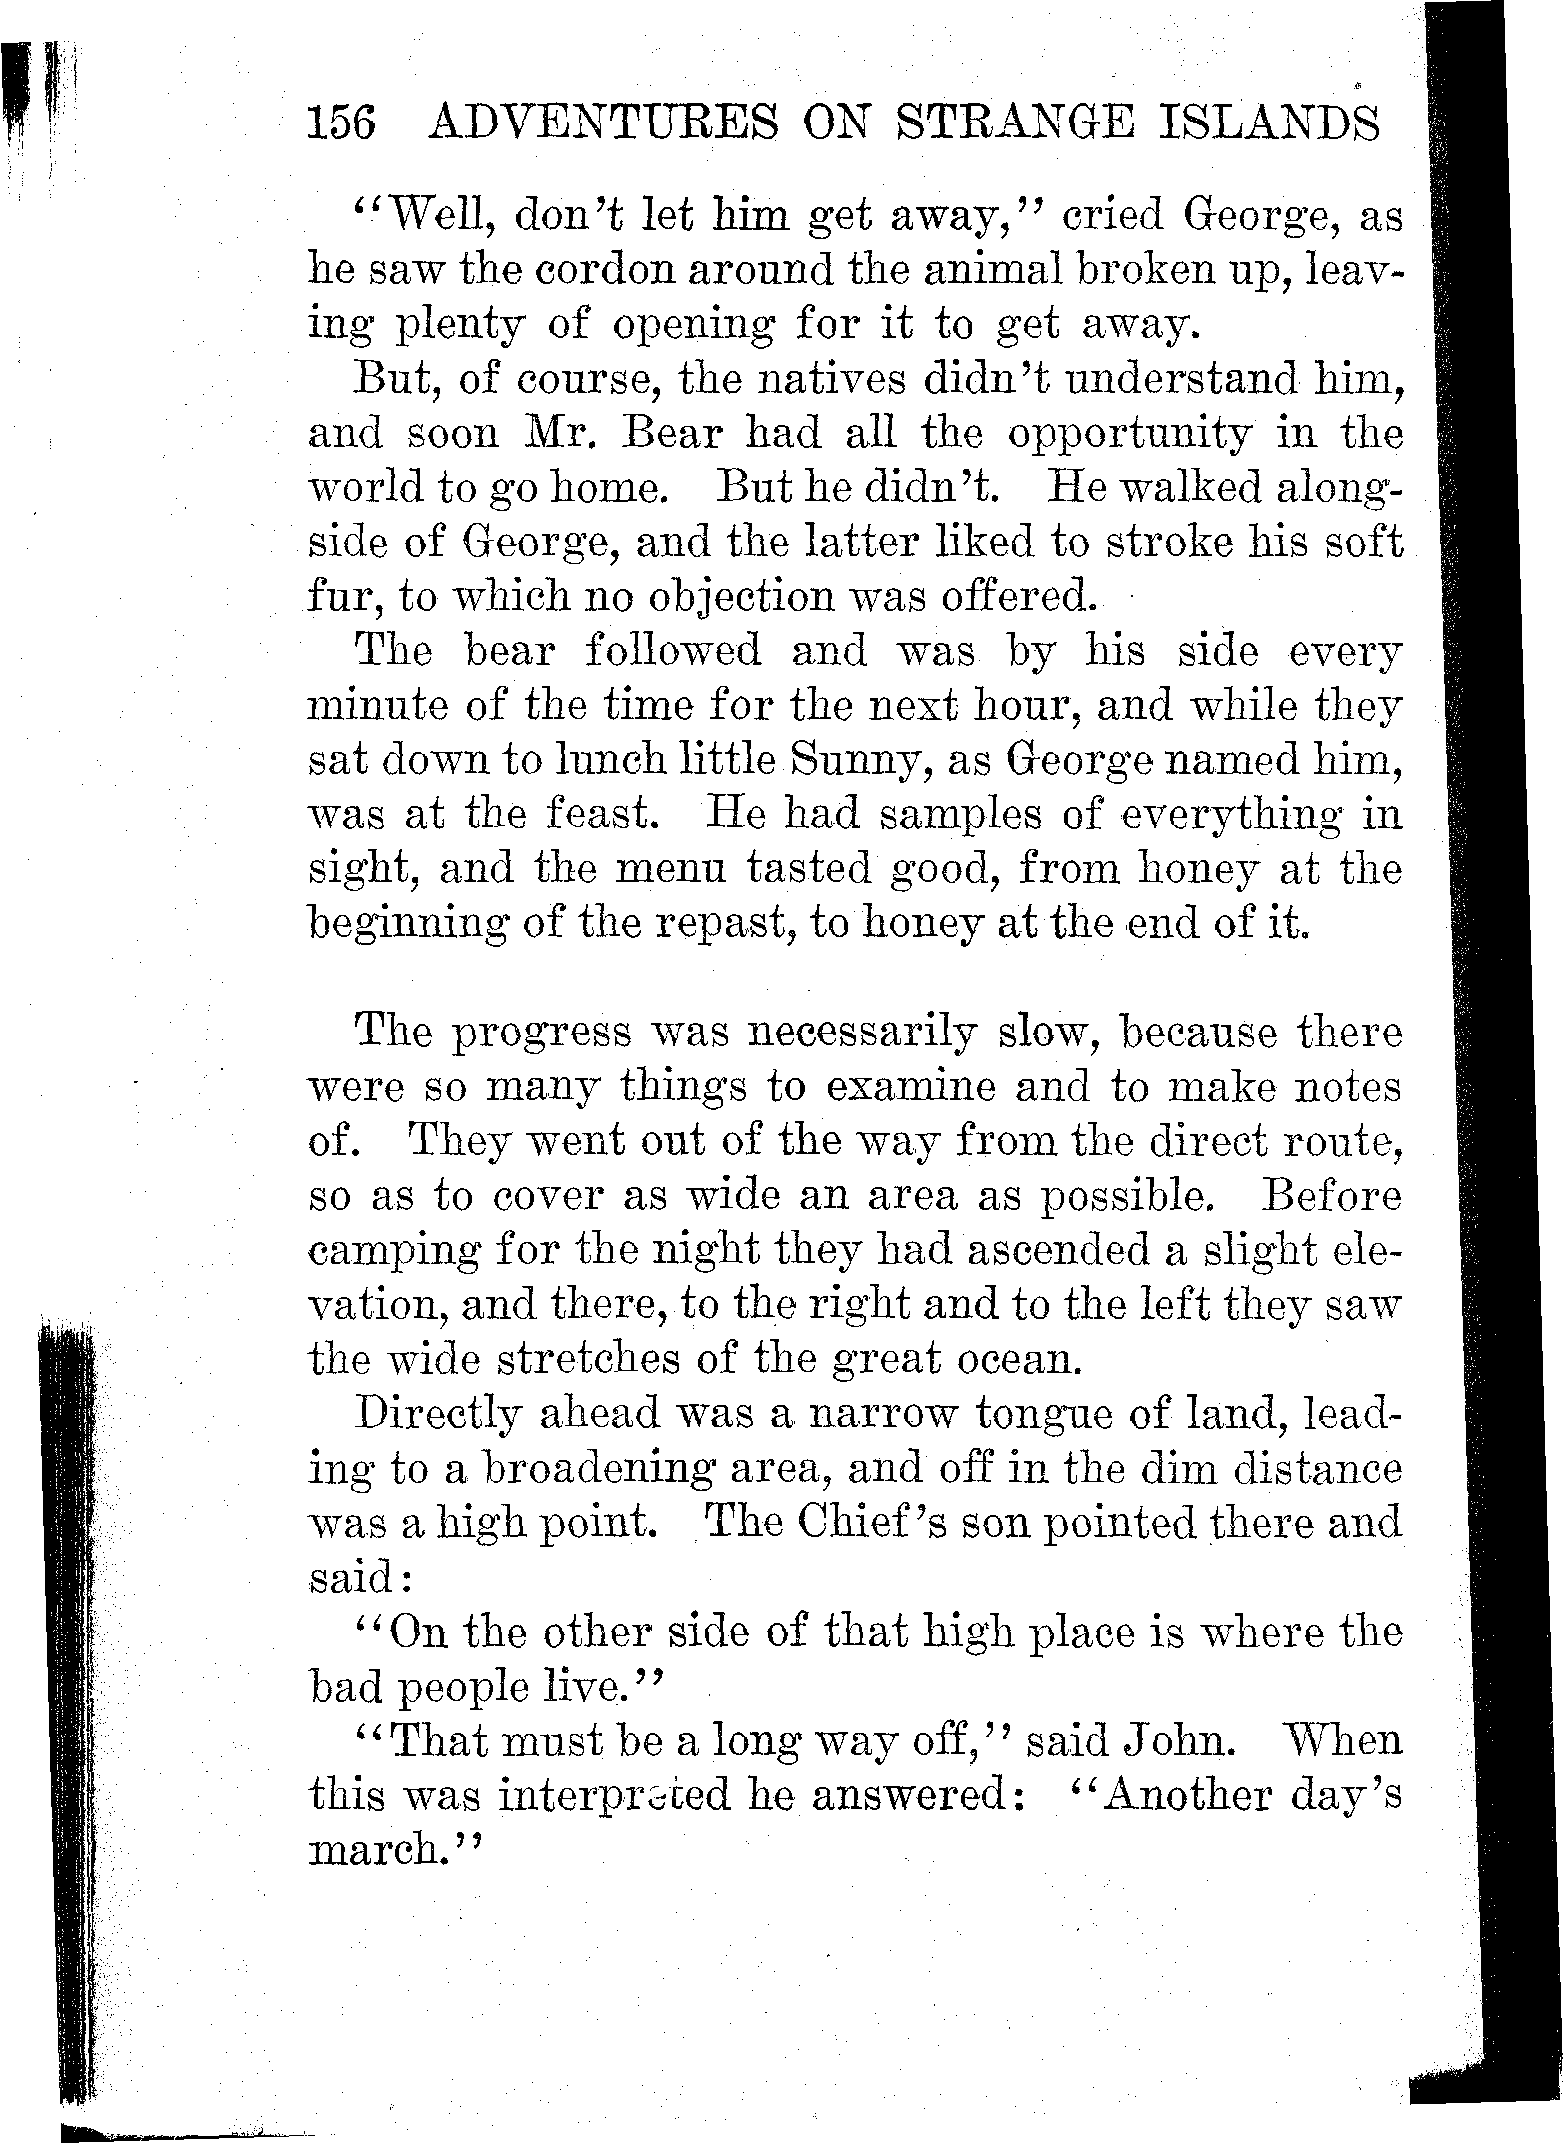 156 ADVENTURES ON STRANGE ISLANDS
"Well, don't let him get away," cried George, as
he saw the cordon around the animal broken up, leav-
ing plenty of opening for it to get away.
But, of course, the natives didn't understand him,
and soon Mr. Bear had all the opportunity in the
world to go home. But he didn't. He walked along-
side of George, and the latter liked to stroke his soft
fur, to which no objection was offered.
The bear followed and was by his side every
minute of the time for the next hour, and while they
sat down to lunch little Sunny, as George named him,
was at the feast. He had samples of everything in
sight, and the menu tasted good, from honey at the
beginning of the repast, to honey at the end of it.
The progress was necessarily slow, because there
were so many things to examine and to make notes
of. They went out of the way from the direct route,
so as to cover as wide an area as possible. Before
camping for the night they had ascended a slight ele-
vation, and there, to the right and to the left they saw
the wide stretches of the great ocean.
Directly ahead was a narrow tongue of land, lead-
ing to a broadening area, and off in the dim distance
was a high point. The Chief's son pointed there and
said:
"On the other side of that high place is where the
bad people live."
"That must be a long way off," said John. When
this was interpreted he answered: "Another day's
march."